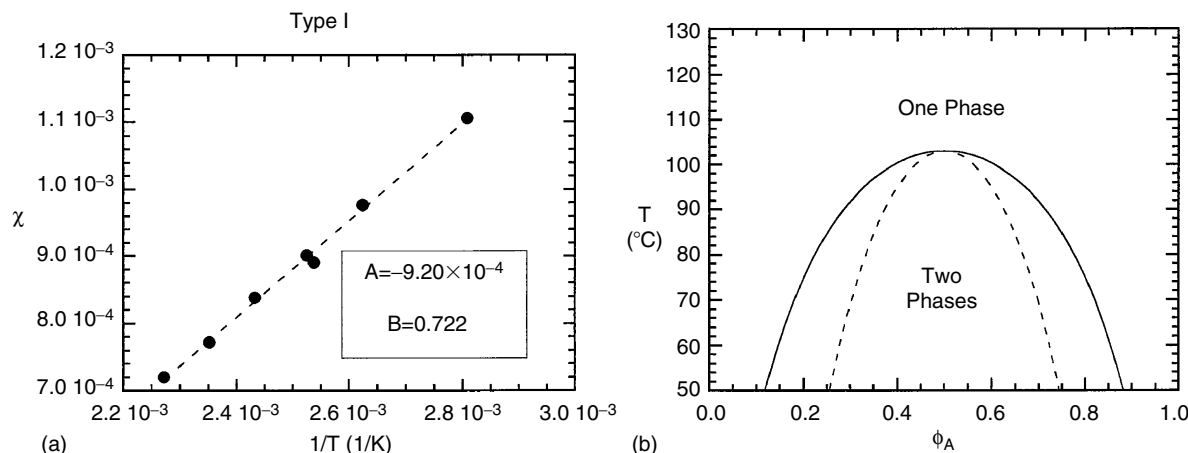 Type I
1.2 10⁻³
1.1 10⁻³
1.0 10⁻³
9.0 10⁻⁴
8.0 10⁻⁴
7.0 10⁻⁴
χ
A=−9.20×10⁻⁴
B=0.722
2.2 10⁻³ 2.4 10⁻³ 2.6 10⁻³ 2.8 10⁻³ 3.0 10⁻³
(a) 1/T (1/K)
130
120
110
100
90
80
70
60
50
T
(°C)
One Phase
Two
Phases
0.0 0.2 0.4 0.6 0.8 1.0
(b) ϕA